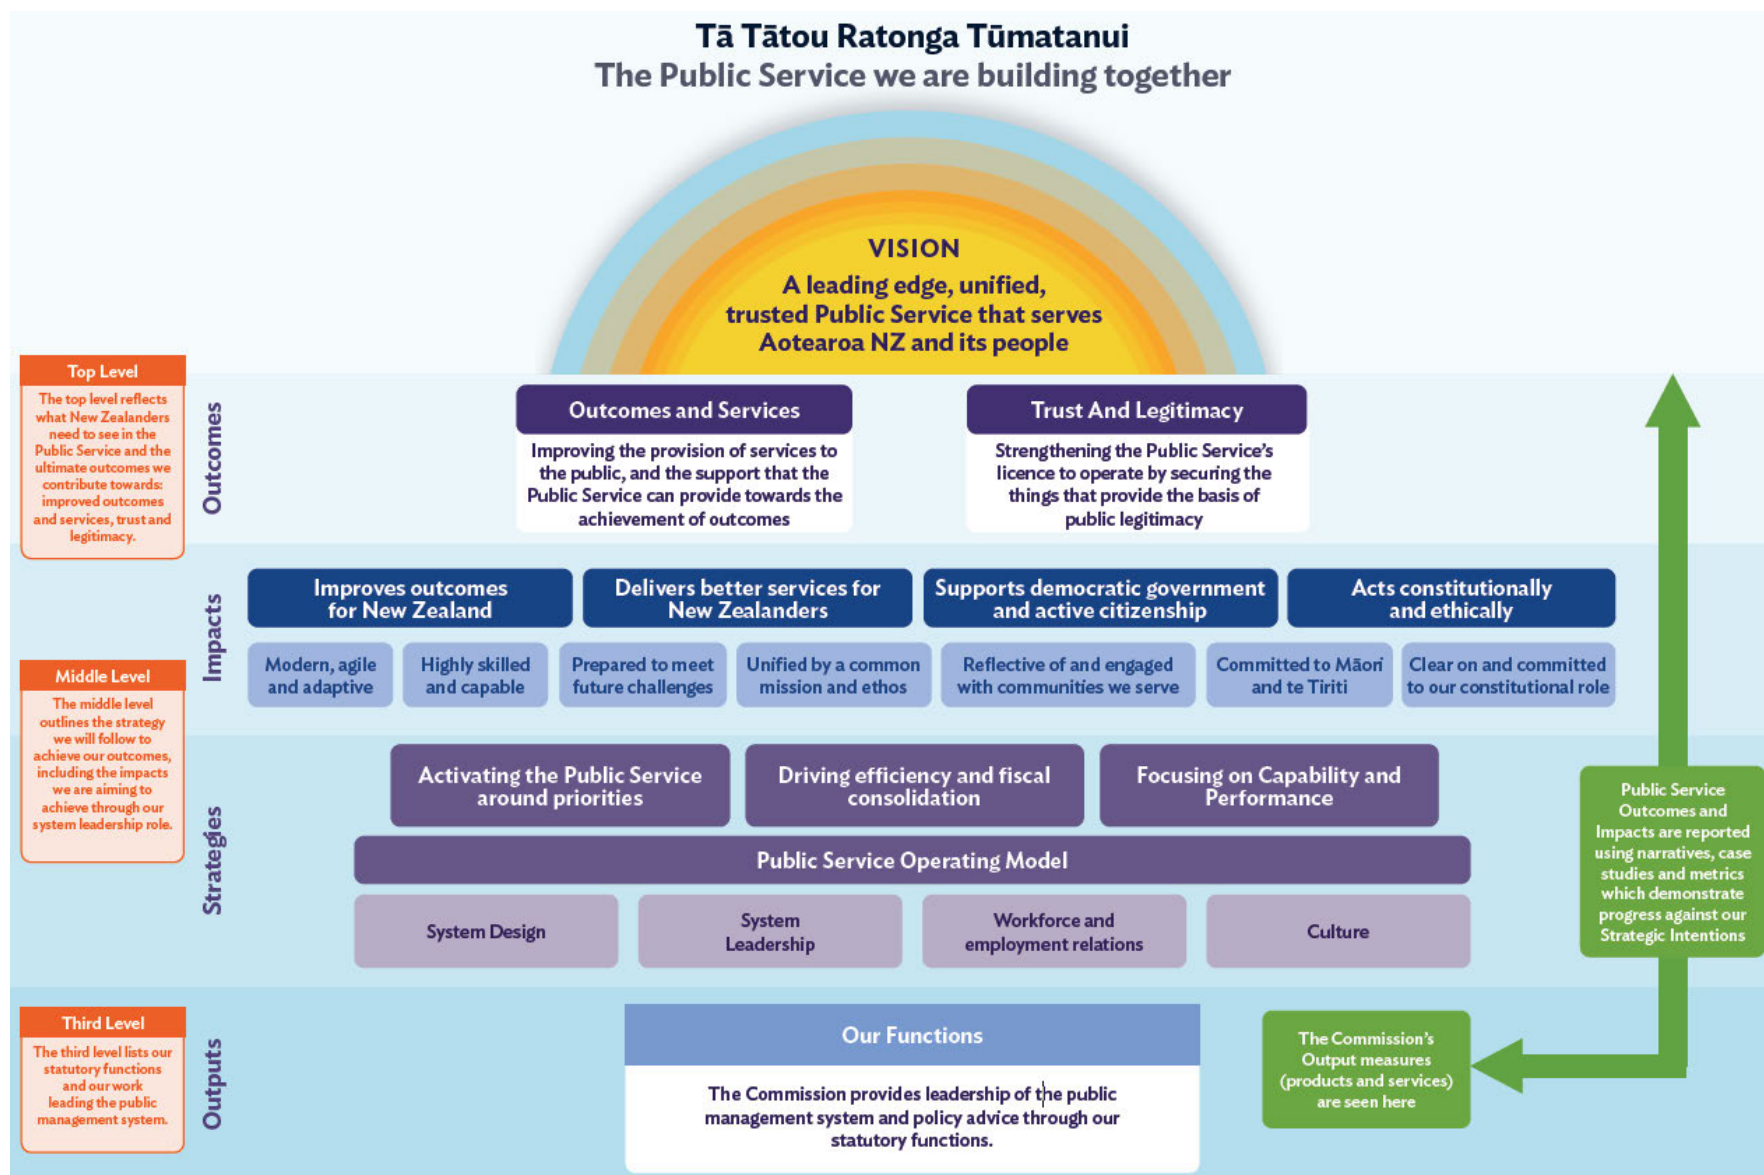 Tā Tātou Ratonga Tūmatanui
The Public Service we are building together
VISION
A leading edge, unified,
trusted Public Service that serves
Aotearoa NZ and its people
Top Level
The top level reflects
what New Zealanders
need to see in the
Public Service and the
ultimate outcomes we
contribute towards:
improved outcomes
and services, trust and
legitimacy.
Outcomes
Outcomes and Services
Improving the provision of services to
the public, and the support that the
Public Service can provide towards the
achievement of outcomes
Trust And Legitimacy
Strengthening the Public Service's
licence to operate by securing the
things that provide the basis of
public legitimacy
Impacts
Improves outcomes
for New Zealand
Delivers better services for
New Zealanders
Supports democratic government
and active citizenship
Acts constitutionally
and ethically
Modern, agile
and adaptive
Highly skilled
and capable
Prepared to meet
future challenges
Unified by a common
mission and ethos
Reflective of and engaged
with communities we serve
Committed to Māori
and te Tiriti
Clear on and committed
to our constitutional role
Middle Level
The middle level
outlines the strategy
we will follow to
achieve our outcomes,
including the impacts
we are aiming to
achieve through our
system leadership role.
Strategies
Activating the Public Service
around priorities
Driving efficiency and fiscal
consolidation
Focusing on Capability and
Performance
Public Service Operating Model
System Design
System
Leadership
Workforce and
employment relations
Culture
Public Service
Outcomes and
Impacts are reported
using narratives, case
studies and metrics
which demonstrate
progress against our
Strategic Intentions
Third Level
The third level lists our
statutory functions
and our work
leading the public
management system.
Outputs
Our Functions
The Commission provides leadership of the public
management system and policy advice through our
statutory functions.
The Commission's
Output measures
(products and services)
are seen here